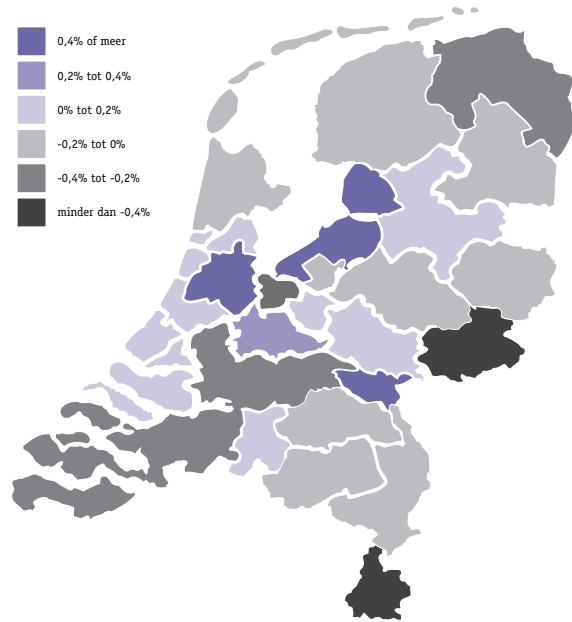 0,4% of meer
0,2% tot 0,4%
0% tot 0,2%
-0,2% tot 0%
-0,4% tot -0,2%
minder dan -0,4%